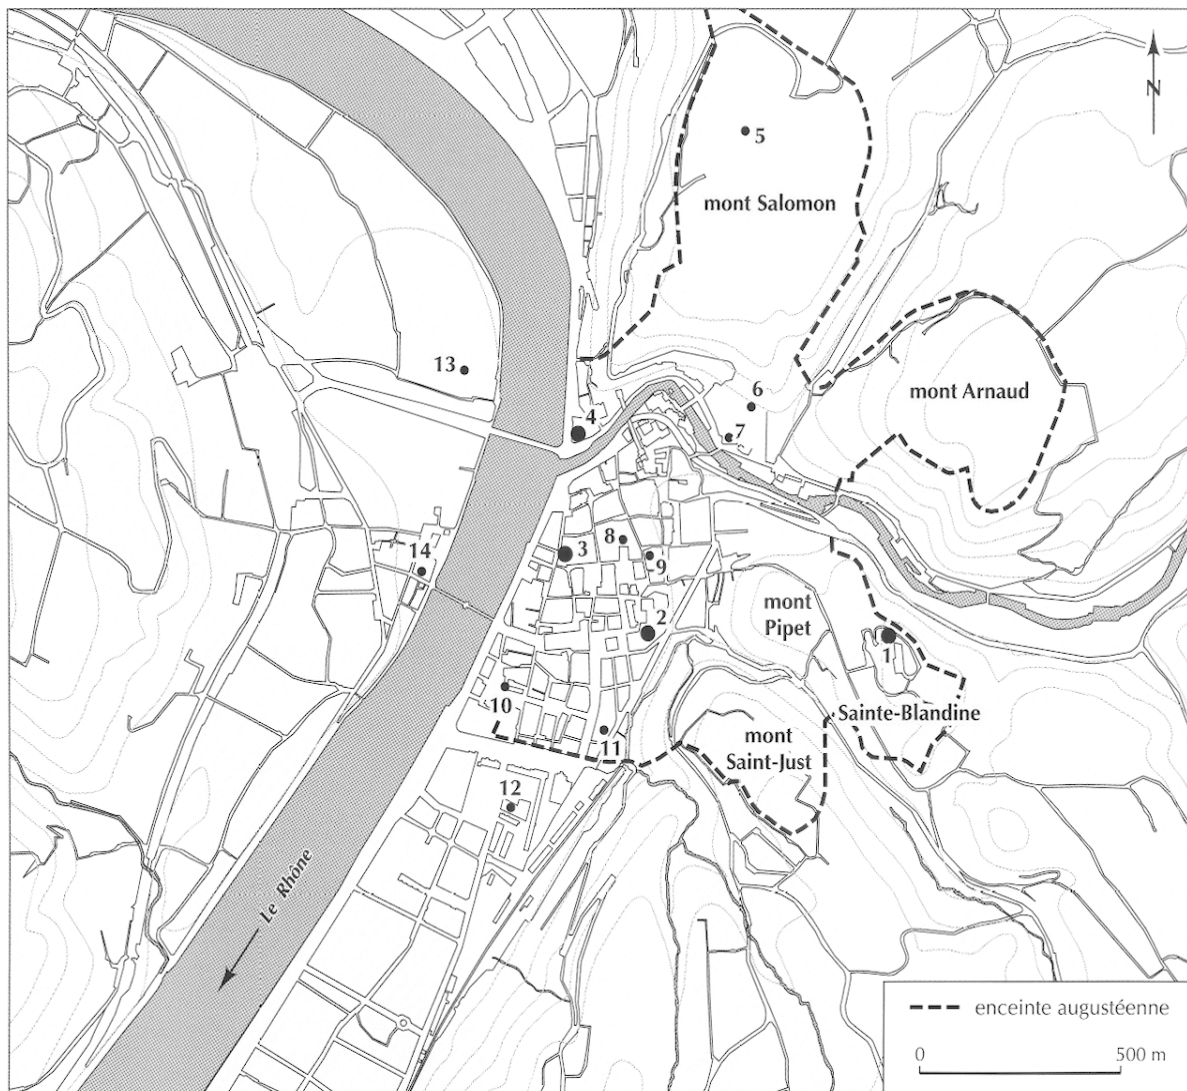 N
5
mont Salomon
mont Arnaud
13
6
4
7
8
3
9
14
mont
Pipet
2
1
10
Sainte-Blandine
11
mont
Saint-Just
12
Le Rhône
enceinte augustéenne
0
500 m